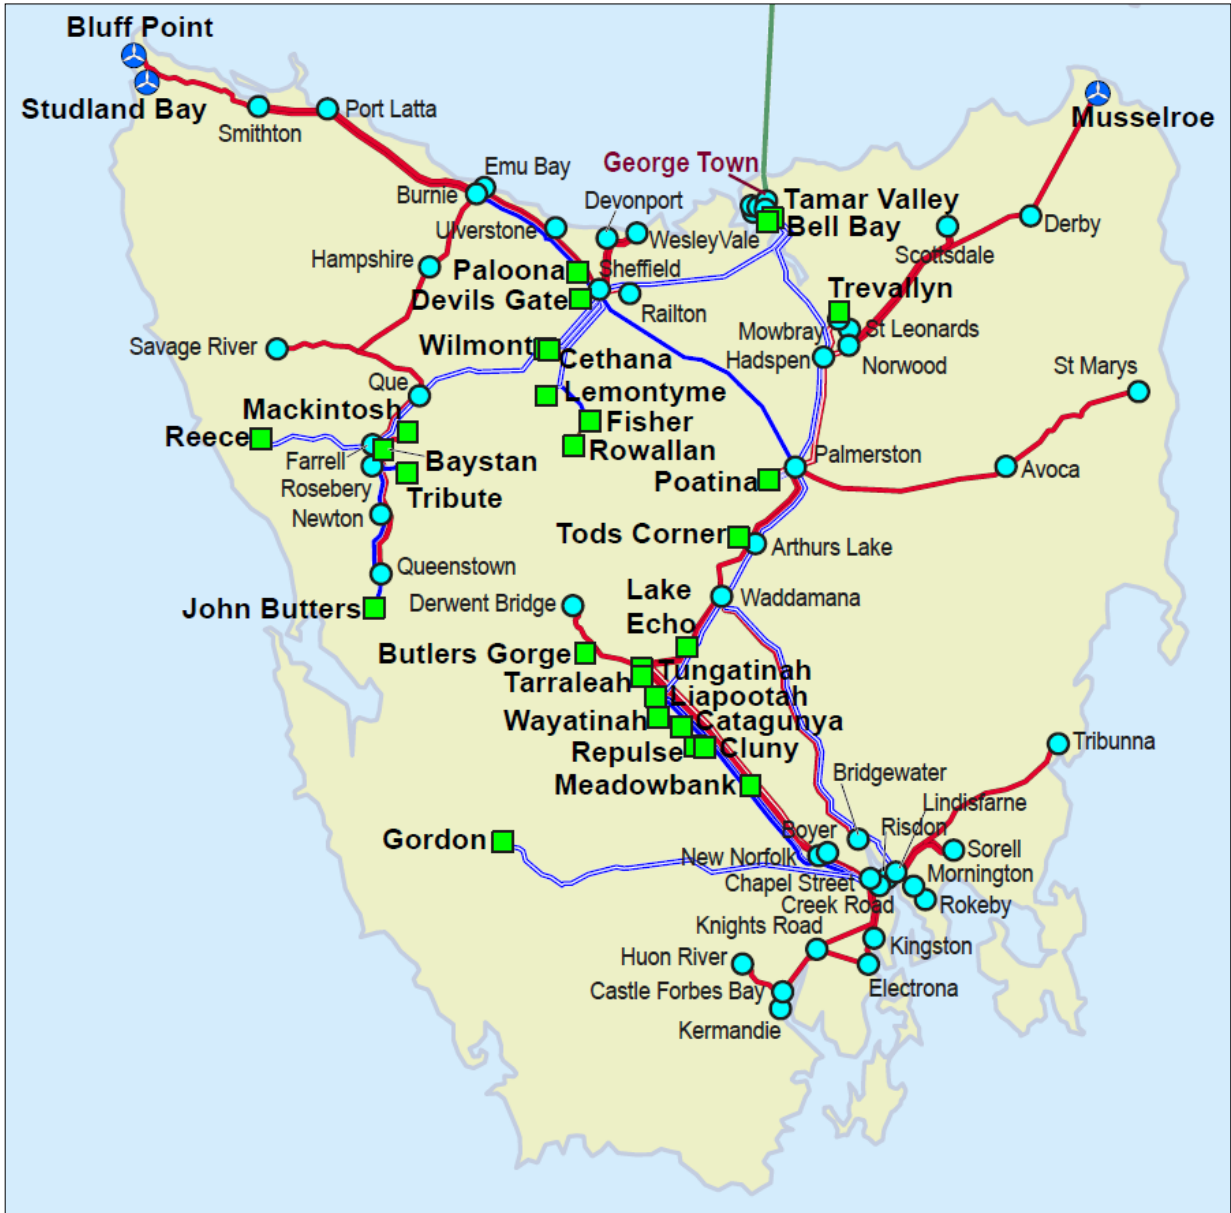 Bluff Point
Studland Bay
Smithton
Port Latta
Musselroe
Emu Bay
Burnie
George Town
Devonport
Tamar Valley
Bell Bay
Ulverstone
WesleyVale
Scottsdale
Derby
Hampshire
Paloona
Sheffield
Devils Gate
Railton
Trevallyn
Mowbray
St Leonards
Savage River
Wilmont
Cethana
Hadspen
Norwood
St Marys
Que
Mackintosh
Lemontyme
Reece
Fisher
Farrell
Baystan
Rowallan
Palmerston
Rosebery
Tribute
Poatina
Avoca
Newton
Tods Corner
Arthurs Lake
Queenstown
John Butters
Derwent Bridge
Lake
Echo
Waddamana
Butlers Gorge
Tungatinah
Tarraleah
Liapootah
Wayatinah
Catagunya
Repulse
Cluny
Tribunna
Meadowbank
Bridgewater
Lindisfarne
Gordon
Boyer
Risdon
New Norfolk
Sorell
Chapel Street
Mornington
Creek Road
Rokeby
Knights Road
Kingston
Huon River
Castle Forbes Bay
Electrona
Kermandie